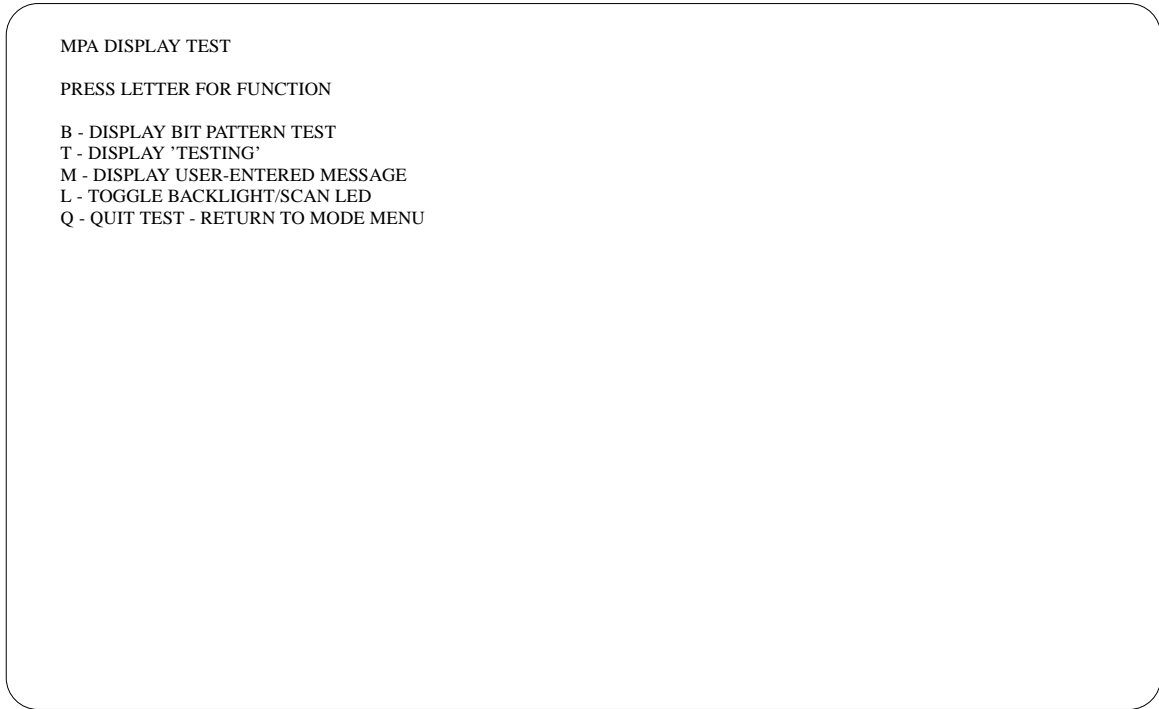 MPA DISPLAY TEST
PRESS LETTER FOR FUNCTION
B - DISPLAY BIT PATTERN TEST
T - DISPLAY ’TESTING’
M - DISPLAY USER-ENTERED MESSAGE
L - TOGGLE BACKLIGHT/SCAN LED
Q - QUIT TEST - RETURN TO MODE MENU